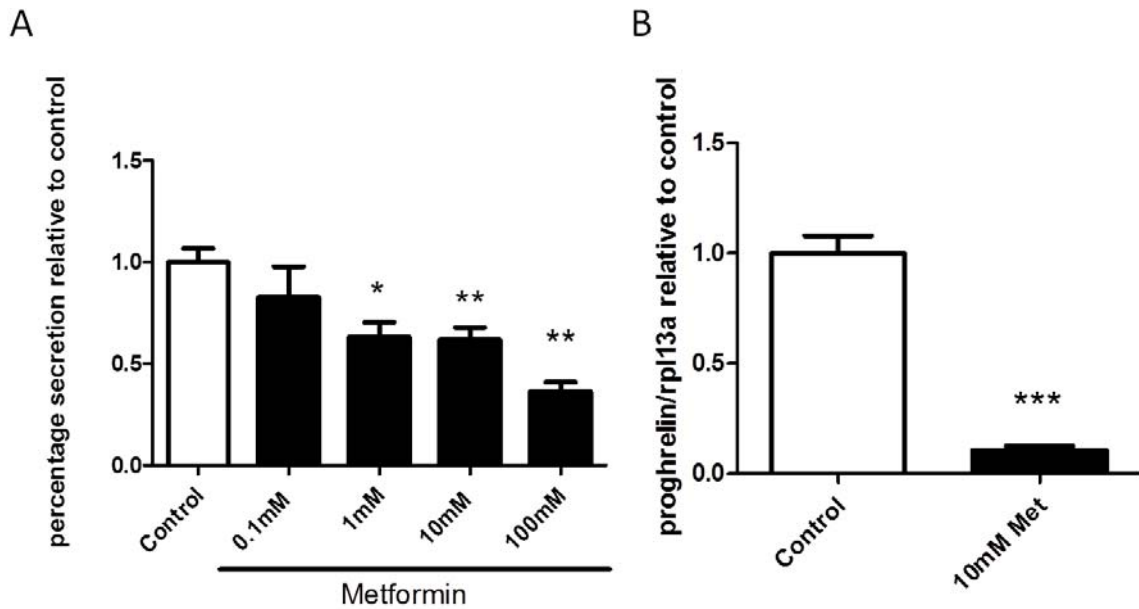 A
percentage secretion relative to control
1.5
1.0
0.5
0.0
*
**
**
Control
0.1mM
1mM
10mM
100mM
Metformin
B
proghrelin/rpl13a relative to control
1.5
1.0
0.5
0.0
***
Control
10mM Met